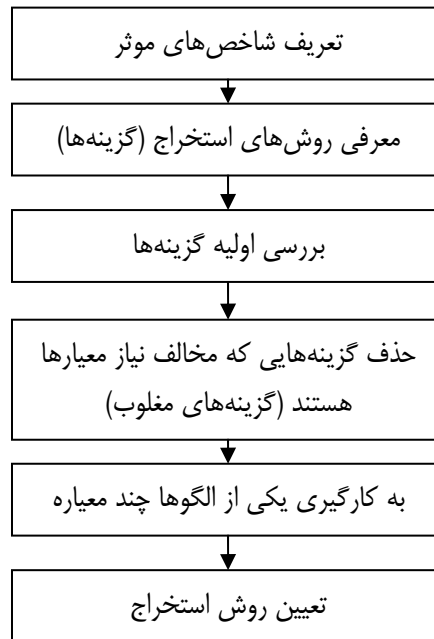 تعریف شاخص‌های موثر
معرفی روش‌های استخراج (گزینه‌ها)
بررسی اولیه گزینه‌ها
حذف گزینه‌هایی که مخالف نیاز معیارها
هستند (گزینه‌های مغلوب)
به کارگیری یکی از الگوها چند معیاره
تعیین روش استخراج